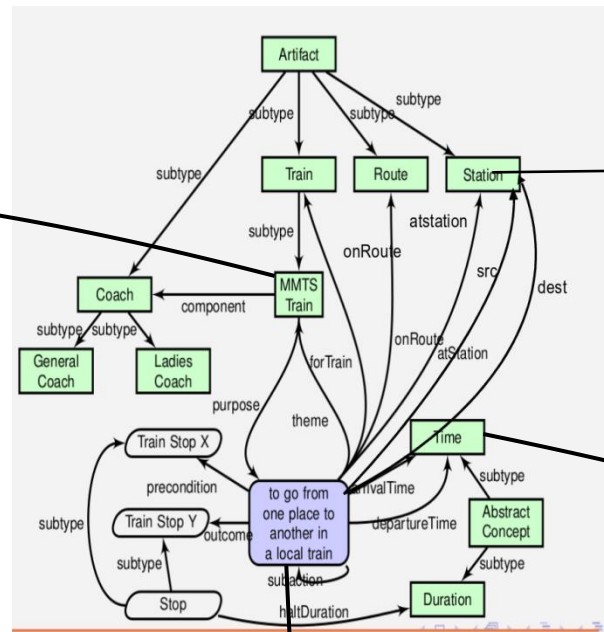 Artifact
subtype
subtype
subtype
subtype
Train
Route
Station
atstation
subtype
onRoute
src
dest
Coach
component
MMTS
Train
subtype
subtype
forTrain
onRoute
atStation
General
Coach
Ladies
Coach
purpose
theme
Train Stop X
Time
precondition
to go from
one place to
another in
a local train
arrivalTime
subtype
subtype
Train Stop Y
outcome
departureTime
Abstract
Concept
subtype
subaction
subtype
Stop
haltDuration
Duration